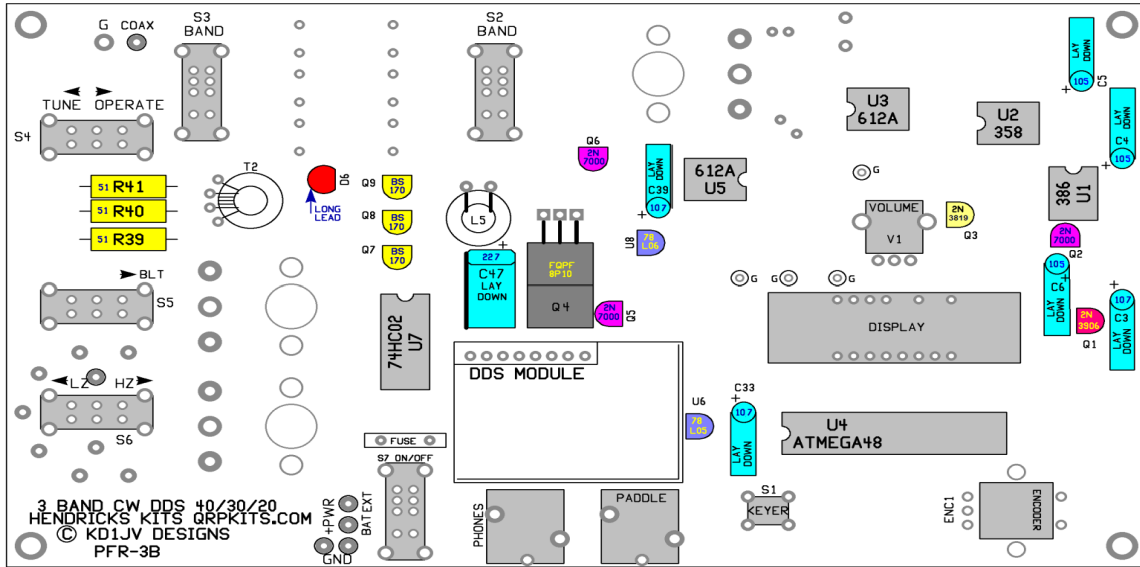 G COAX
S3
BAND
S2
BAND
TUNE OPERATE
S4
51 R41
51 R40
51 R39
T2
D6
LONG
LEAD
Q9 BS
170
Q8 BS
170
Q7 BS
170
L5
Q6
2N
7000
LAY
DOWN
C39
+
107
612A
U5
U8
78
L06
+
227
C47
LAY
DOWN
FQPF
8P10
Q4
2N
7000
Q5
U3
612A
U2
358
LAY
DOWN
105
+
C5
LAY
DOWN
C4
105
+
386
U1
G
VOLUME
V1
2N
3819
Q3
2N
7000
Q2
105
+
C6
LAY
DOWN
+
107
C3
LAY
DOWN
2N
3906
Q1
G G G
DISPLAY
BLT
S5
LZ HZ
S6
74HC02
U7
DDS MODULE
U6
78
L05
C33
+
107
LAY
DOWN
U4
ATMEGA48
FUSE
S7 ON/OFF
+PWR
BATEXT
GND
PHONES
PADDLE
S1
KEYER
ENC1
ENCODER
3 BAND CW DDS 40/30/20
HENDRICKS KITS QRPKITS.COM
© KD1JV DESIGNS
PFR-3B